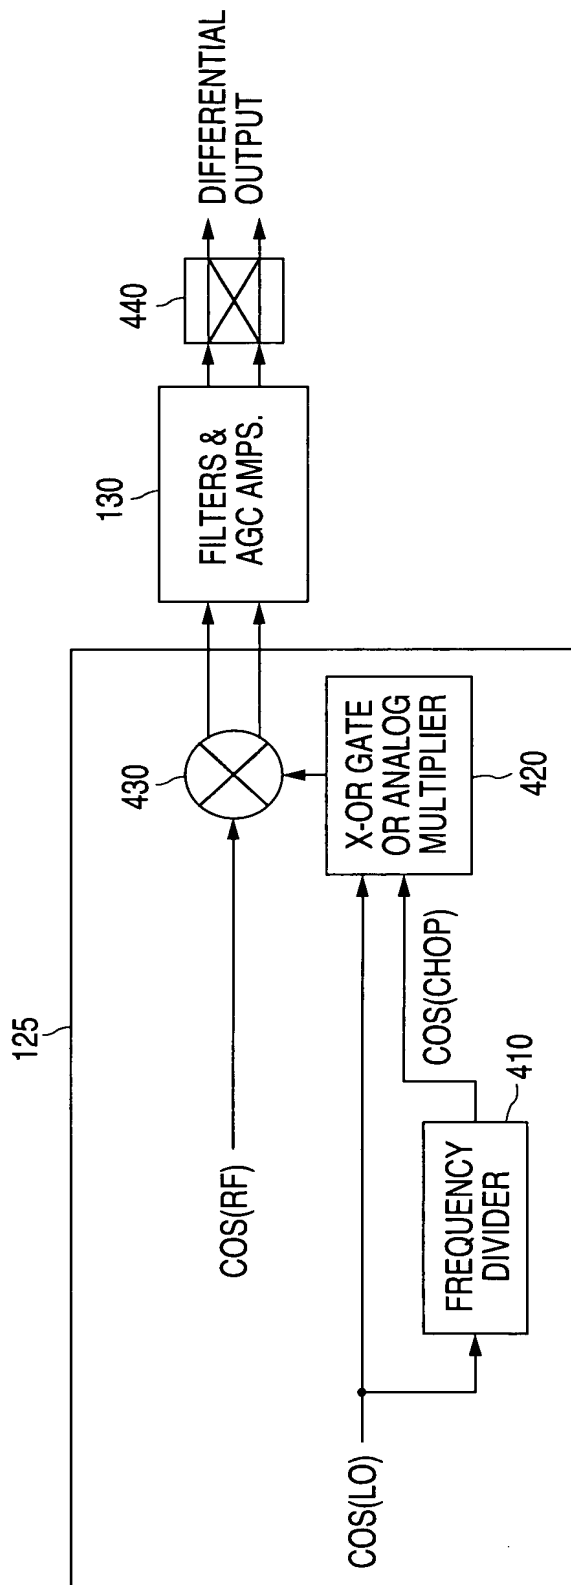 125
COS(RF)
430
130
FILTERS &
AGC AMPS.
440
DIFFERENTIAL
OUTPUT
COS(LO)
FREQUENCY
DIVIDER
410
COS(CHOP)
X-OR GATE
OR ANALOG
MULTIPLIER
420